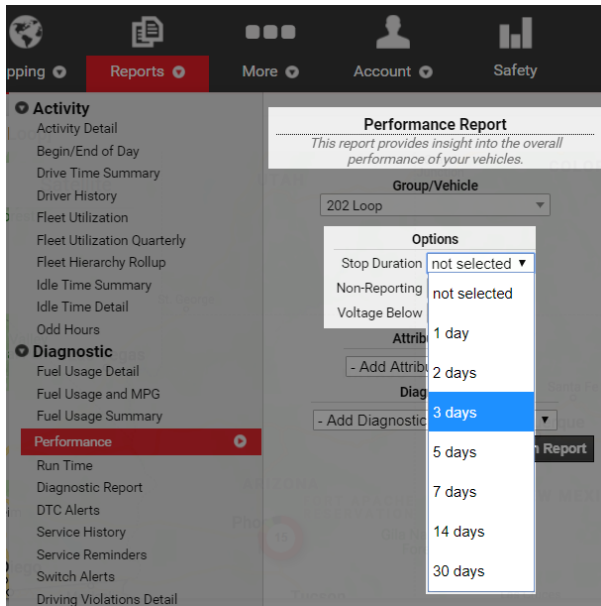 pping
Reports
More
Account
Safety
Activity
Activity Detail
Begin/End of Day
Drive Time Summary
Driver History
Fleet Utilization
Fleet Utilization Quarterly
Fleet Hierarchy Rollup
Idle Time Summary
Idle Time Detail
Odd Hours
Diagnostic
Fuel Usage Detail
Fuel Usage and MPG
Fuel Usage Summary
Performance
Run Time
Diagnostic Report
DTC Alerts
Service History
Service Reminders
Switch Alerts
Driving Violations Detail
Performance Report
This report provides insight into the overall
performance of your vehicles.
Group/Vehicle
202 Loop
Options
Stop Duration not selected
Non-Reporting
Voltage Below
not selected
1 day
2 days
3 days
5 days
7 days
14 days
30 days
Attrib
- Add Attribu
Diag
- Add Diagnostic
n Report
15
Tucson